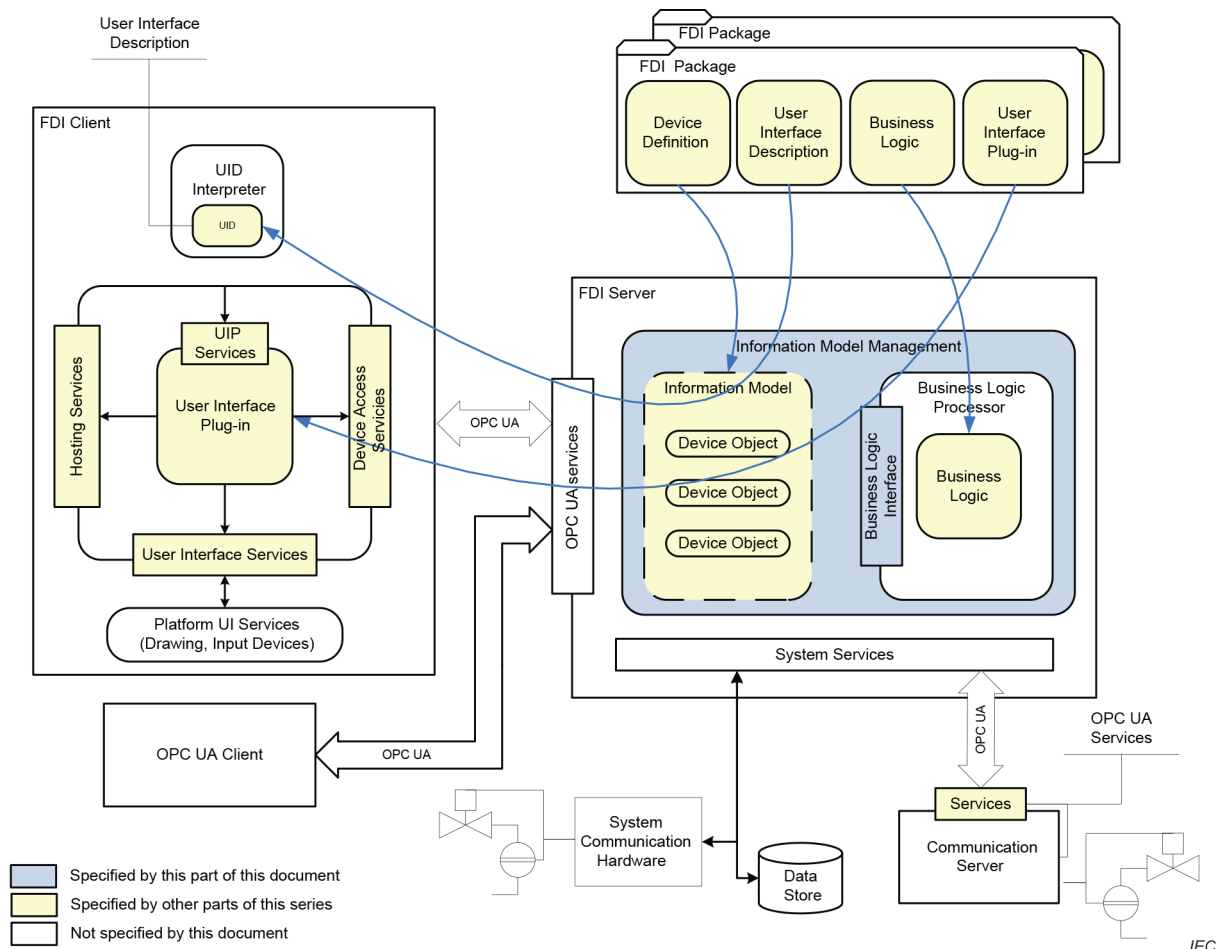 User Interface
Description
FDI Package
FDI Package
Device
Definition
User
Interface
Description
Business
Logic
User
Interface
Plug-in
FDI Client
UID
Interpreter
UID
UIP
Services
Hosting Services
User Interface
Plug-in
Device Access
Servicies
User Interface Services
Platform UI Services
(Drawing, Input Devices)
OPC UA
FDI Server
OPC UA services
Information Model Management
Information Model
Device Object
Device Object
Device Object
Business Logic
Processor
Business Logic
Interface
Business
Logic
System Services
OPC UA Client
OPC UA
OPC UA
OPC UA
Services
Services
Communication
Server
System
Communication
Hardware
Data
Store
Specified by this part of this document
Specified by other parts of this series
Not specified by this document
IEC